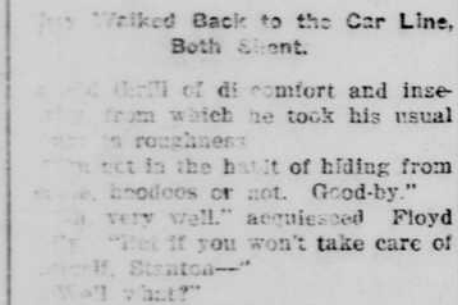 Walked Back to the Car Line,
Both Silent.
thrill of discomfort and inse-
from which he took his usual
in roughness
not in the habit of hiding from
hoodoos or not. Good-by."
very well." acquiesced Floyd
"But if you won't take care of
Stanton—"
"Well what?"